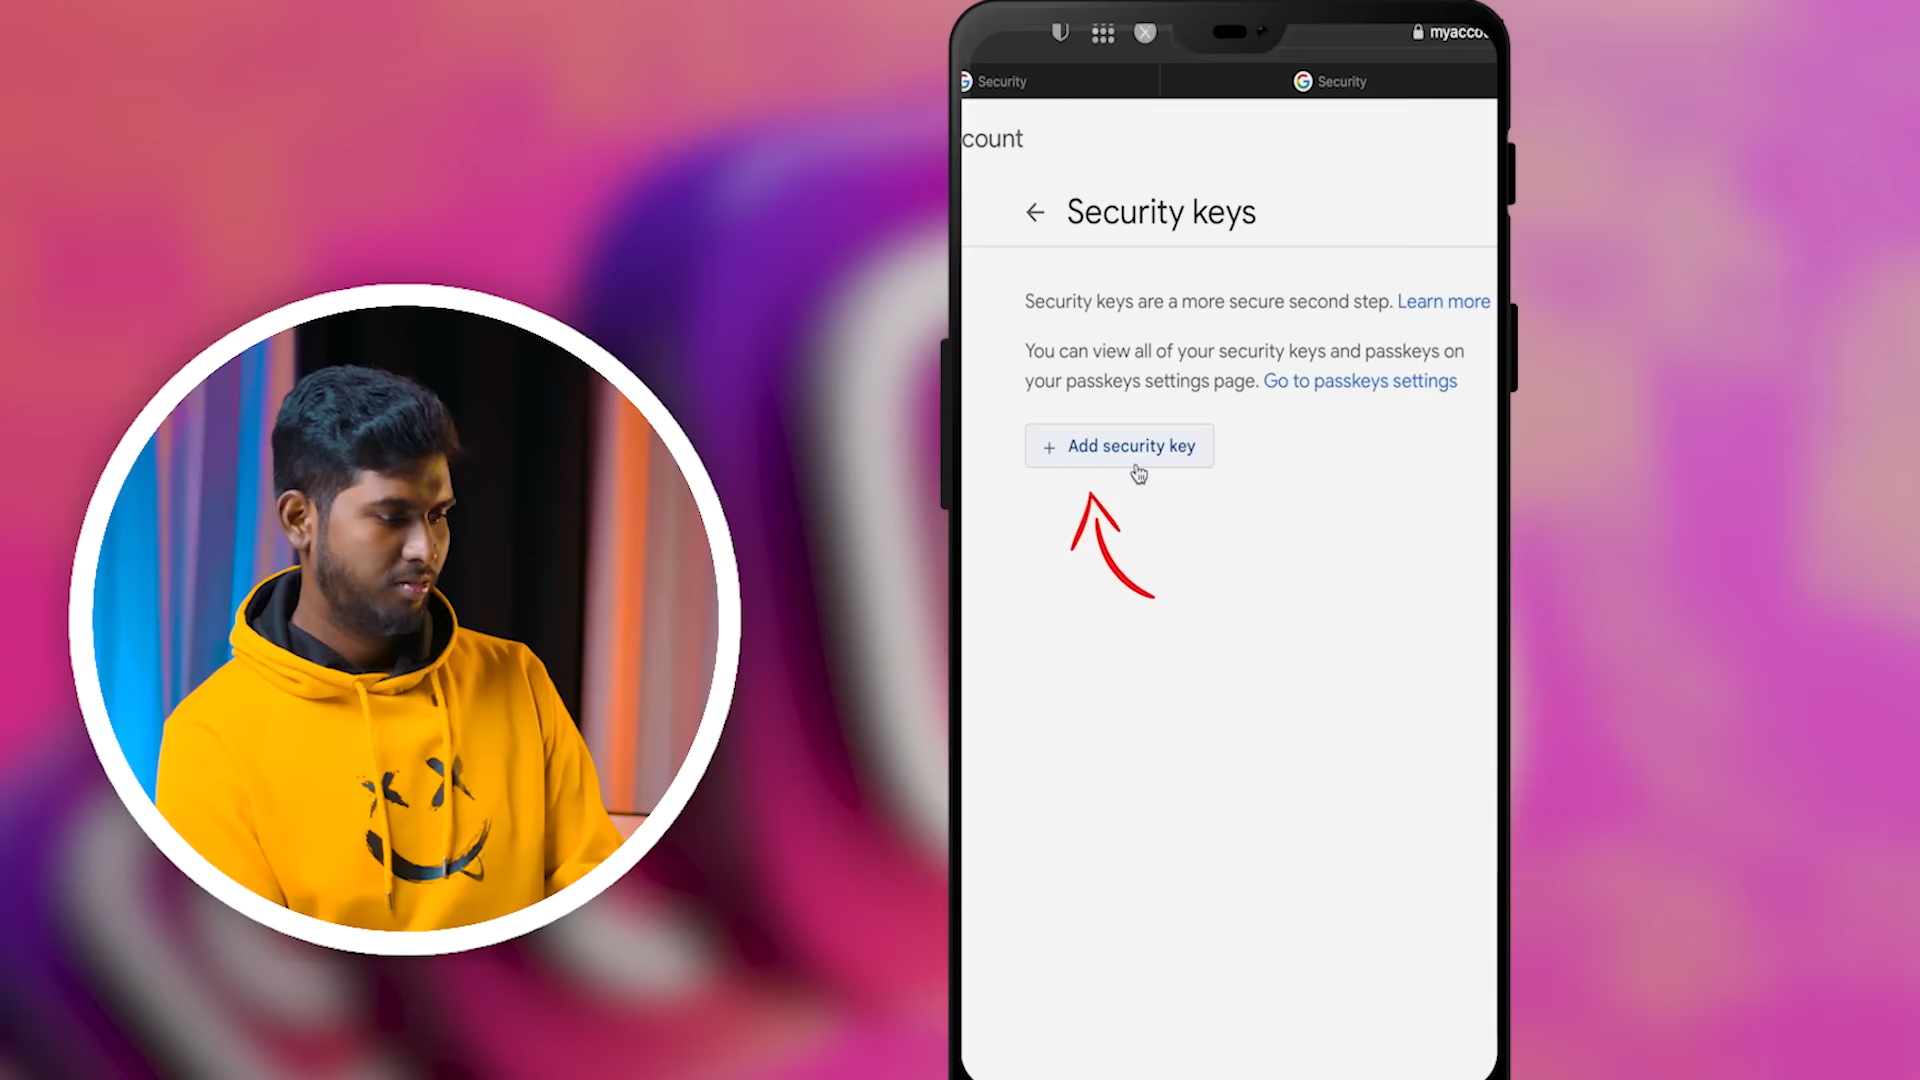 myaccou
Security
Security
count
Security keys
Security keys are a more secure second step. Learn more
You can view all of your security keys and passkeys on
your passkeys settings page. Go to passkeys settings
+ Add security key